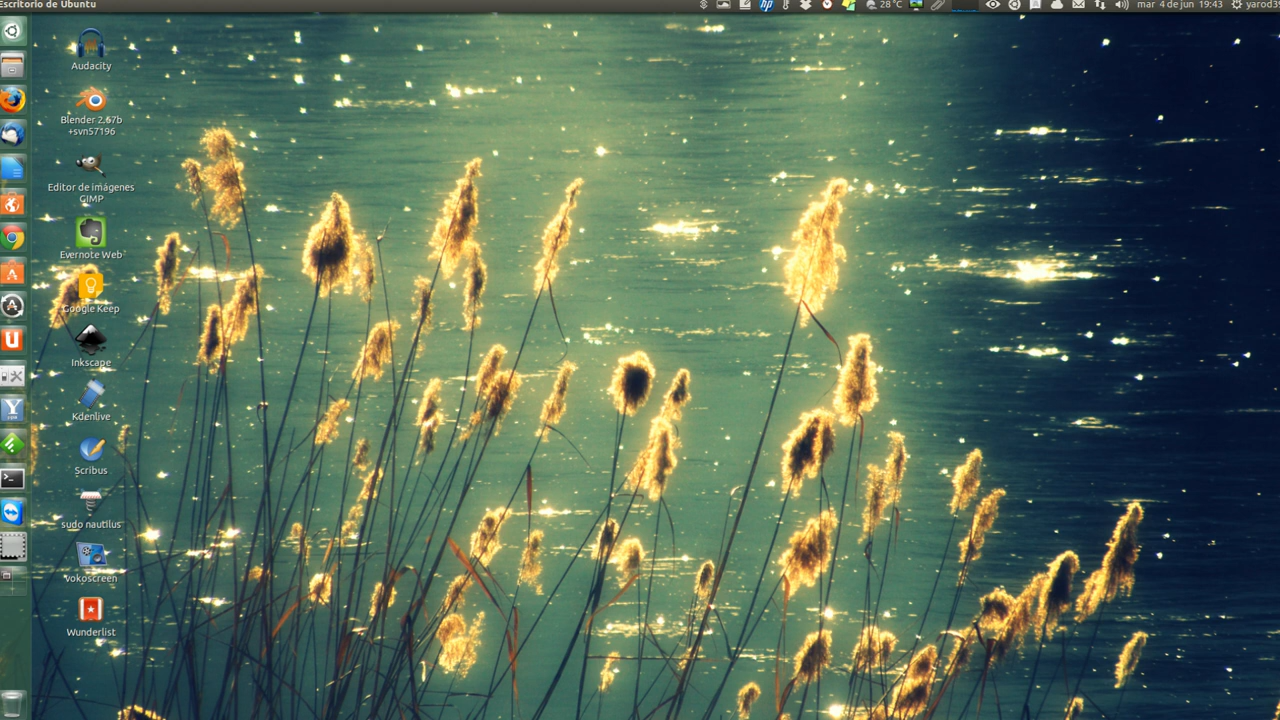 Escritorio de Ubuntu
28°C
mar 4 de jun 19:43
yarod39
Audacity
Blender 2.67b
+svn57196
Editor de imágenes
GIMP
Evernote Web
Google Keep
Inkscape
Kdenlive
Scribus
sudo nautilus
vokoscreen
Wunderlist